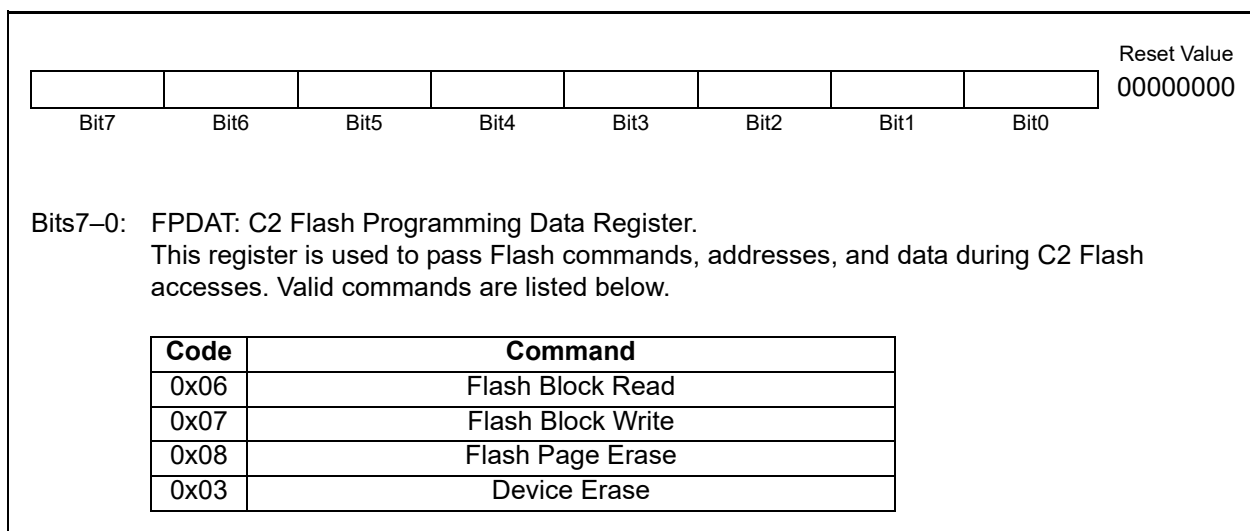 Reset Value
00000000
Bit7 Bit6 Bit5 Bit4 Bit3 Bit2 Bit1 Bit0
Bits7–0: FPDAT: C2 Flash Programming Data Register.
This register is used to pass Flash commands, addresses, and data during C2 Flash
accesses. Valid commands are listed below.
Code Command
0x06 Flash Block Read
0x07 Flash Block Write
0x08 Flash Page Erase
0x03 Device Erase